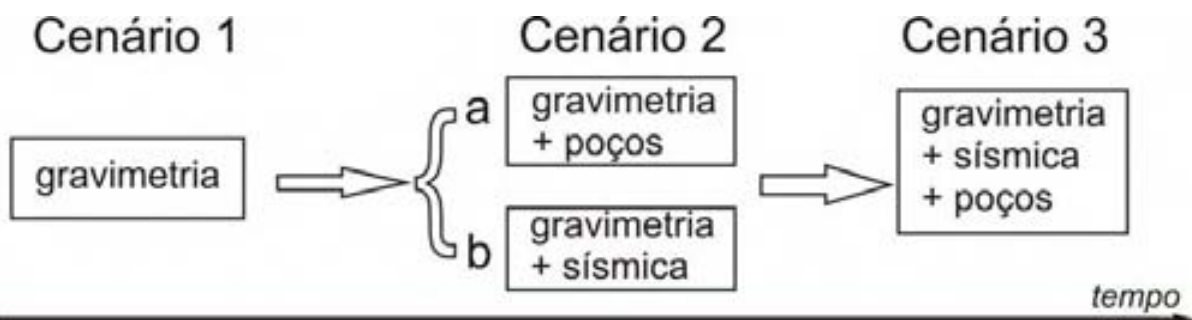 Cenário 1
gravimetria
Cenário 2
a
gravimetria
+ poços
b
gravimetria
+ sísmica
Cenário 3
gravimetria
+ sísmica
+ poços
tempo